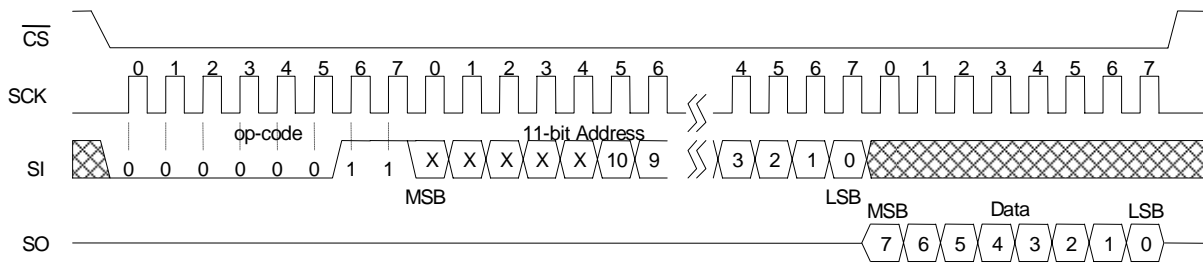 CS
0 1 2 3 4 5 6 7 0 1 2 3 4 5 6 4 5 6 7 0 1 2 3 4 5 6 7
SCK
op-code 11-bit Address
SI 0 0 0 0 0 0 1 1 X X X X X 10 9 3 2 1 0
MSB LSB MSB Data LSB
SO 7 6 5 4 3 2 1 0